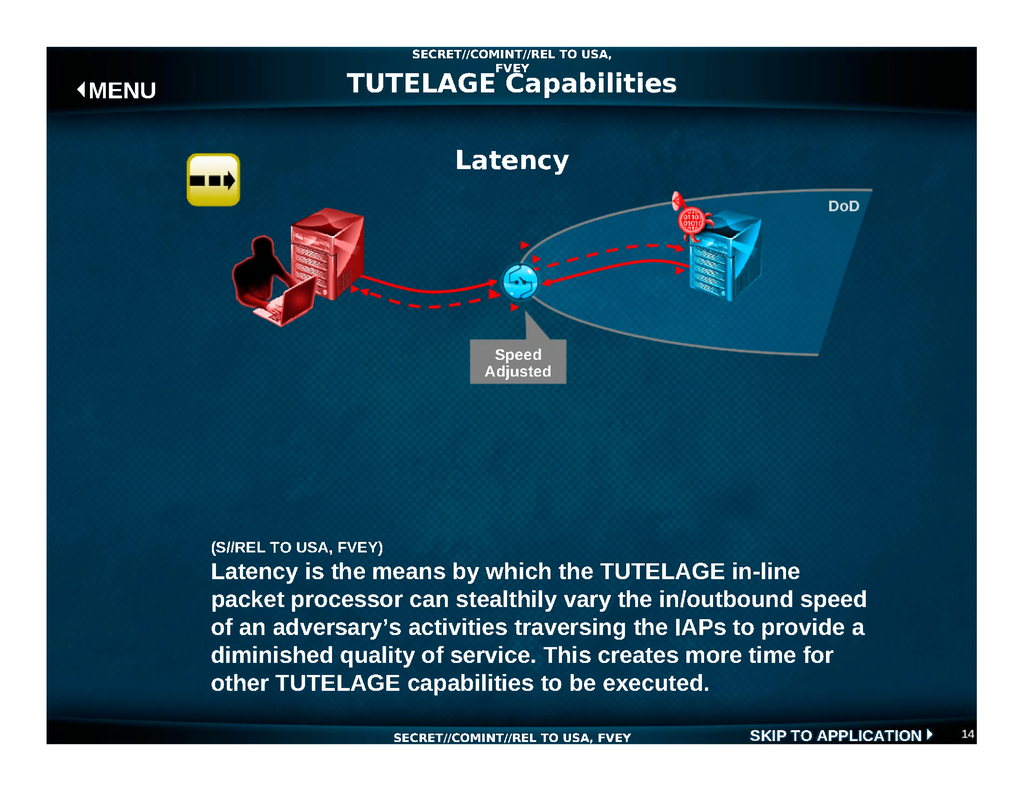 SECRET//COMINT//REL TO USA,
FVEY
MENU
TUTELAGE Capabilities
Latency
DoD
Speed
Adjusted
(S//REL TO USA, FVEY)
Latency is the means by which the TUTELAGE in-line
packet processor can stealthily vary the in/outbound speed
of an adversary’s activities traversing the IAPs to provide a
diminished quality of service. This creates more time for
other TUTELAGE capabilities to be executed.
SECRET//COMINT//REL TO USA, FVEY
SKIP TO APPLICATION
14